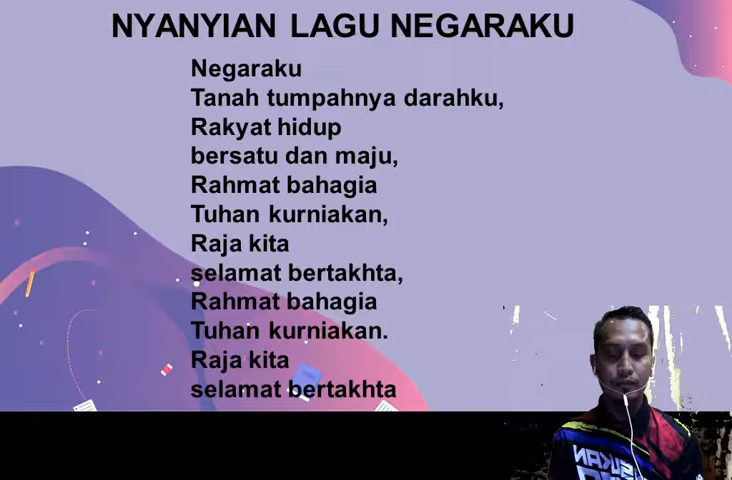 NYANYIAN LAGU NEGARAKU
Negaraku
Tanah tumpahnya darahku,
Rakyat hidup
bersatu dan maju,
Rahmat bahagia
Tuhan kurniakan,
Raja kita
selamat bertakhta,
Rahmat bahagia
Tuhan kurniakan.
Raja kita
selamat bertakhta